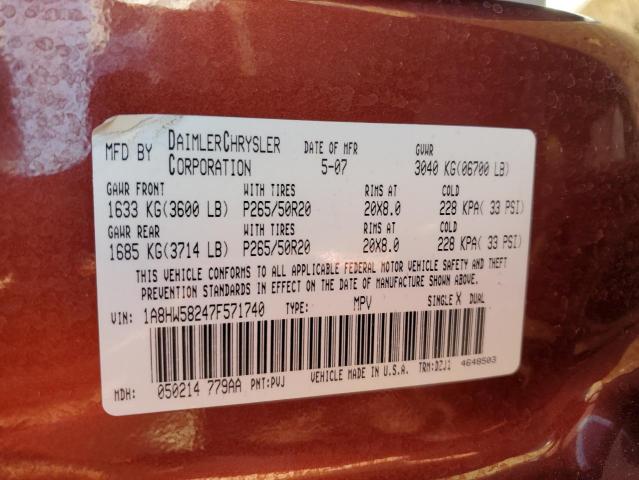 MFD BY DAIMLERCHRYSLER CORPORATION DATE OF MFR 5-07 GVWR 3040 KG(06700 LB)
GAWR FRONT WITH TIRES RIMS AT COLD
1633 KG(3600 LB) P265/50R20 20X8.0 228 KPA( 33 PSI)
GAWR REAR WITH TIRES RIMS AT COLD
1685 KG(3714 LB) P265/50R20 20X8.0 228 KPA( 33 PSI)
THIS VEHICLE CONFORMS TO ALL APPLICABLE FEDERAL MOTOR VEHICLE SAFETY AND THEFT
PREVENTION STANDARDS IN EFFECT ON THE DATE OF MANUFACTURE SHOWN ABOVE.
VIN: 1A8HW58247F571740 TYPE: MPV SINGLE X DUAL
MDH: 050214 779AA PNT:PVJ VEHICLE MADE IN U.S.A. TRM:DZJ1 4648503